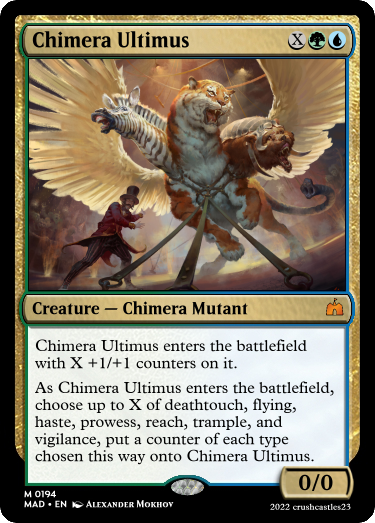 Chimera Ultimus X
Creature — Chimera Mutant
Chimera Ultimus enters the battlefield
with X +1/+1 counters on it.
As Chimera Ultimus enters the battlefield,
choose up to X of deathtouch, flying,
haste, prowess, reach, trample, and
vigilance, put a counter of each type
chosen this way onto Chimera Ultimus.
0/0
M 0194
MAD • EN Alexander Mokhov
2022 crushcastles23